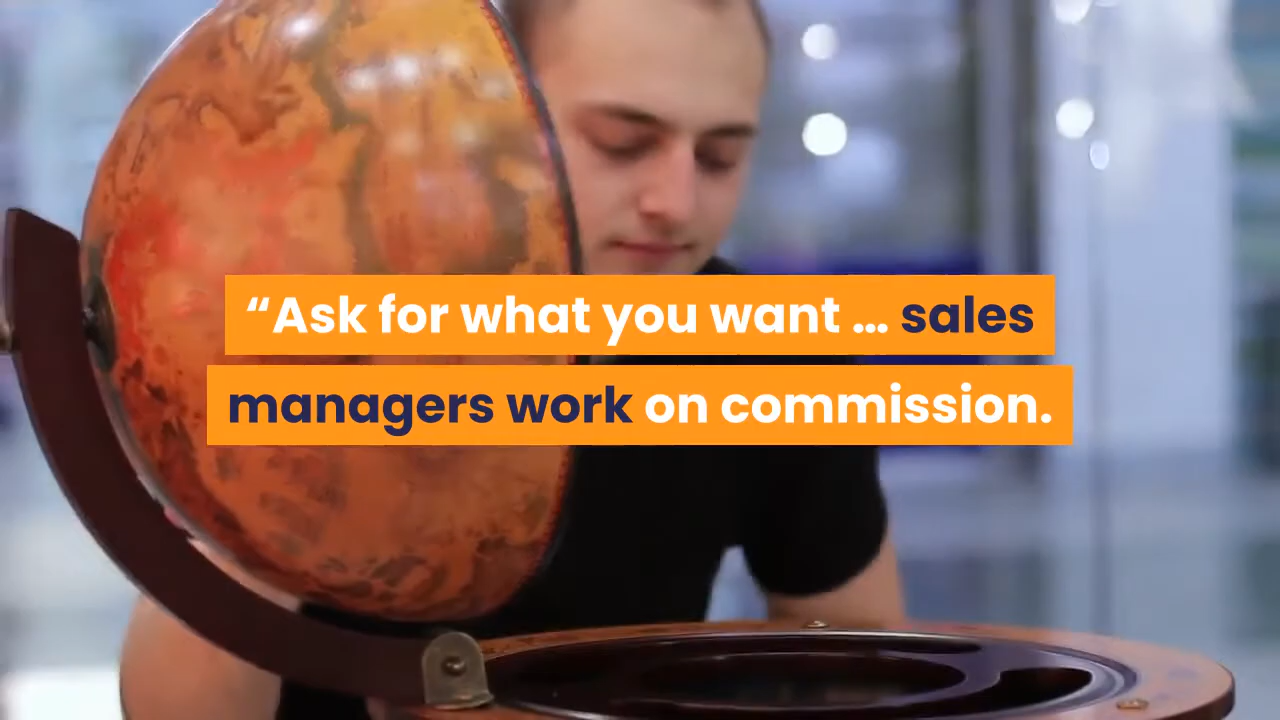 “Ask for what you want ... sales
managers work on commission.